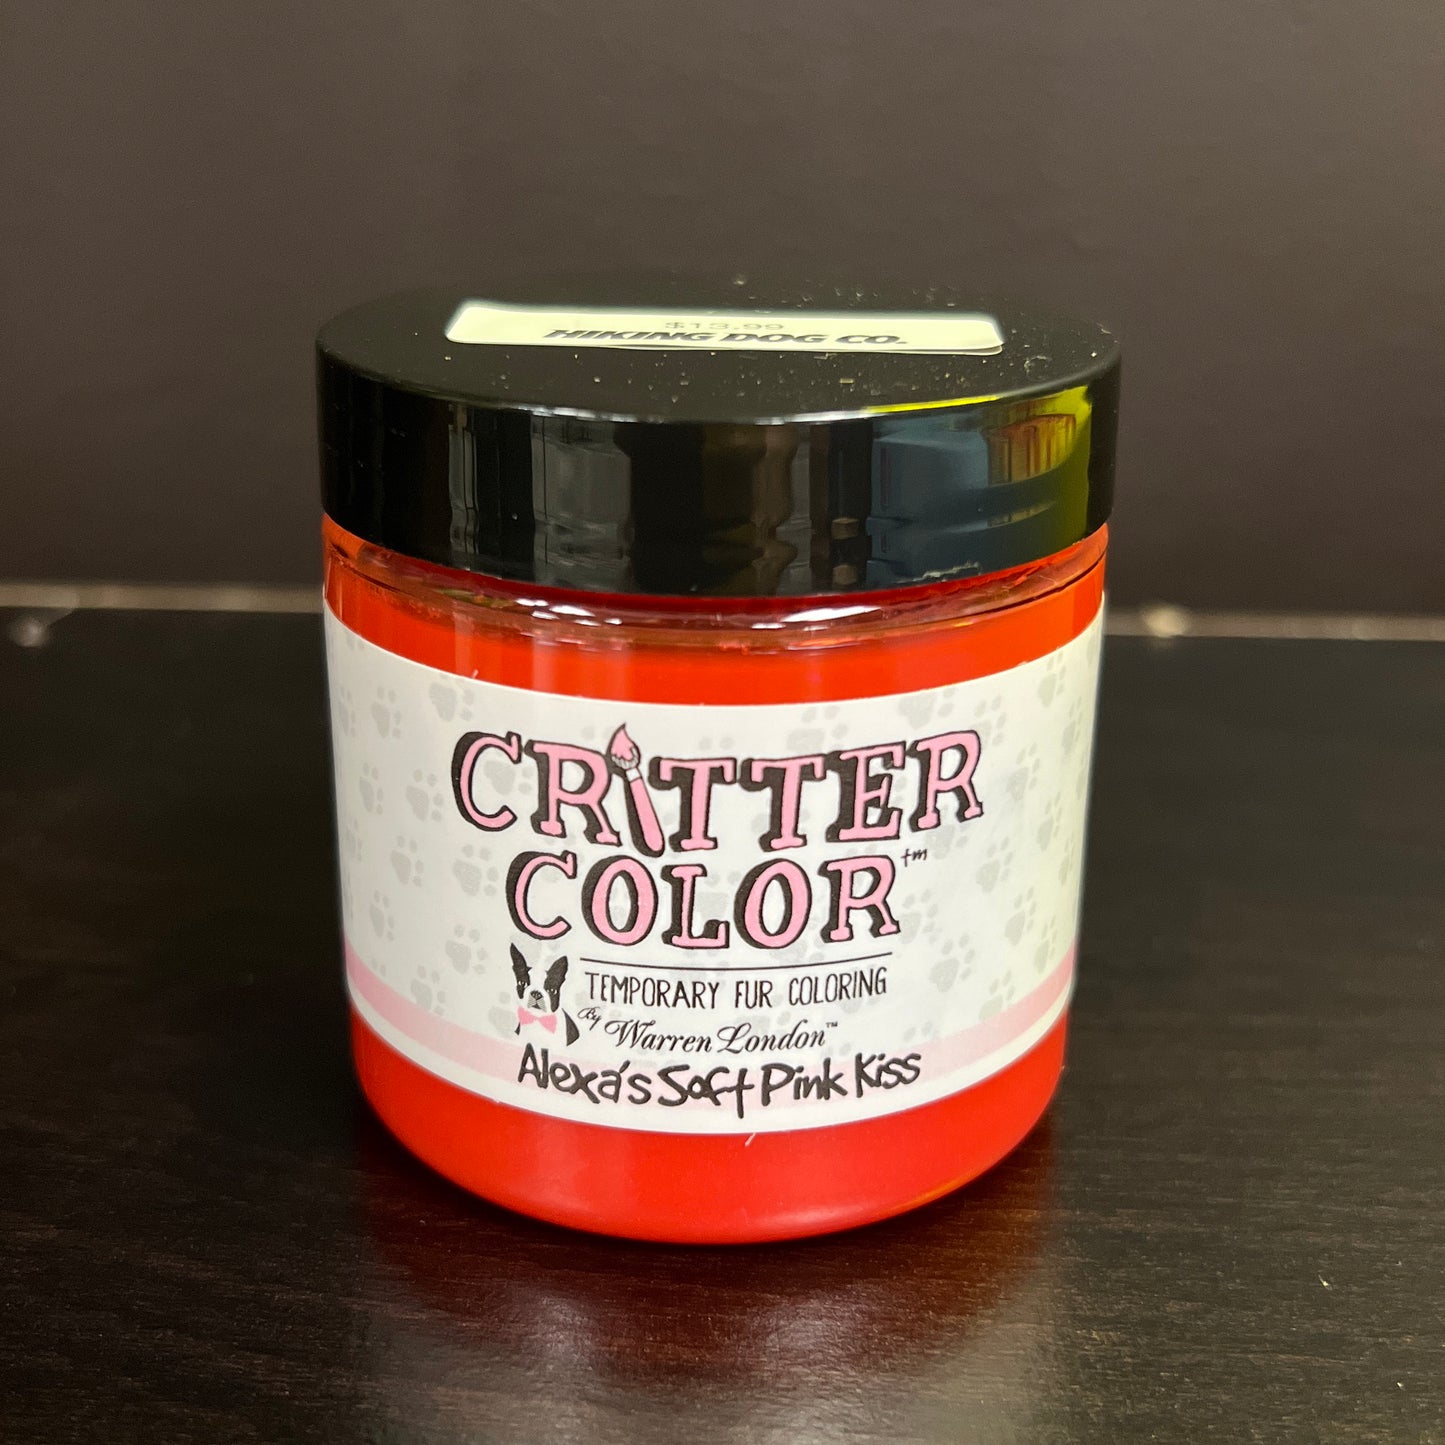 $13.99
HIKING DOG CO.
CRITTER
COLOR™
TEMPORARY FUR COLORING
By Warren London™
Alexa's Soft Pink Kiss